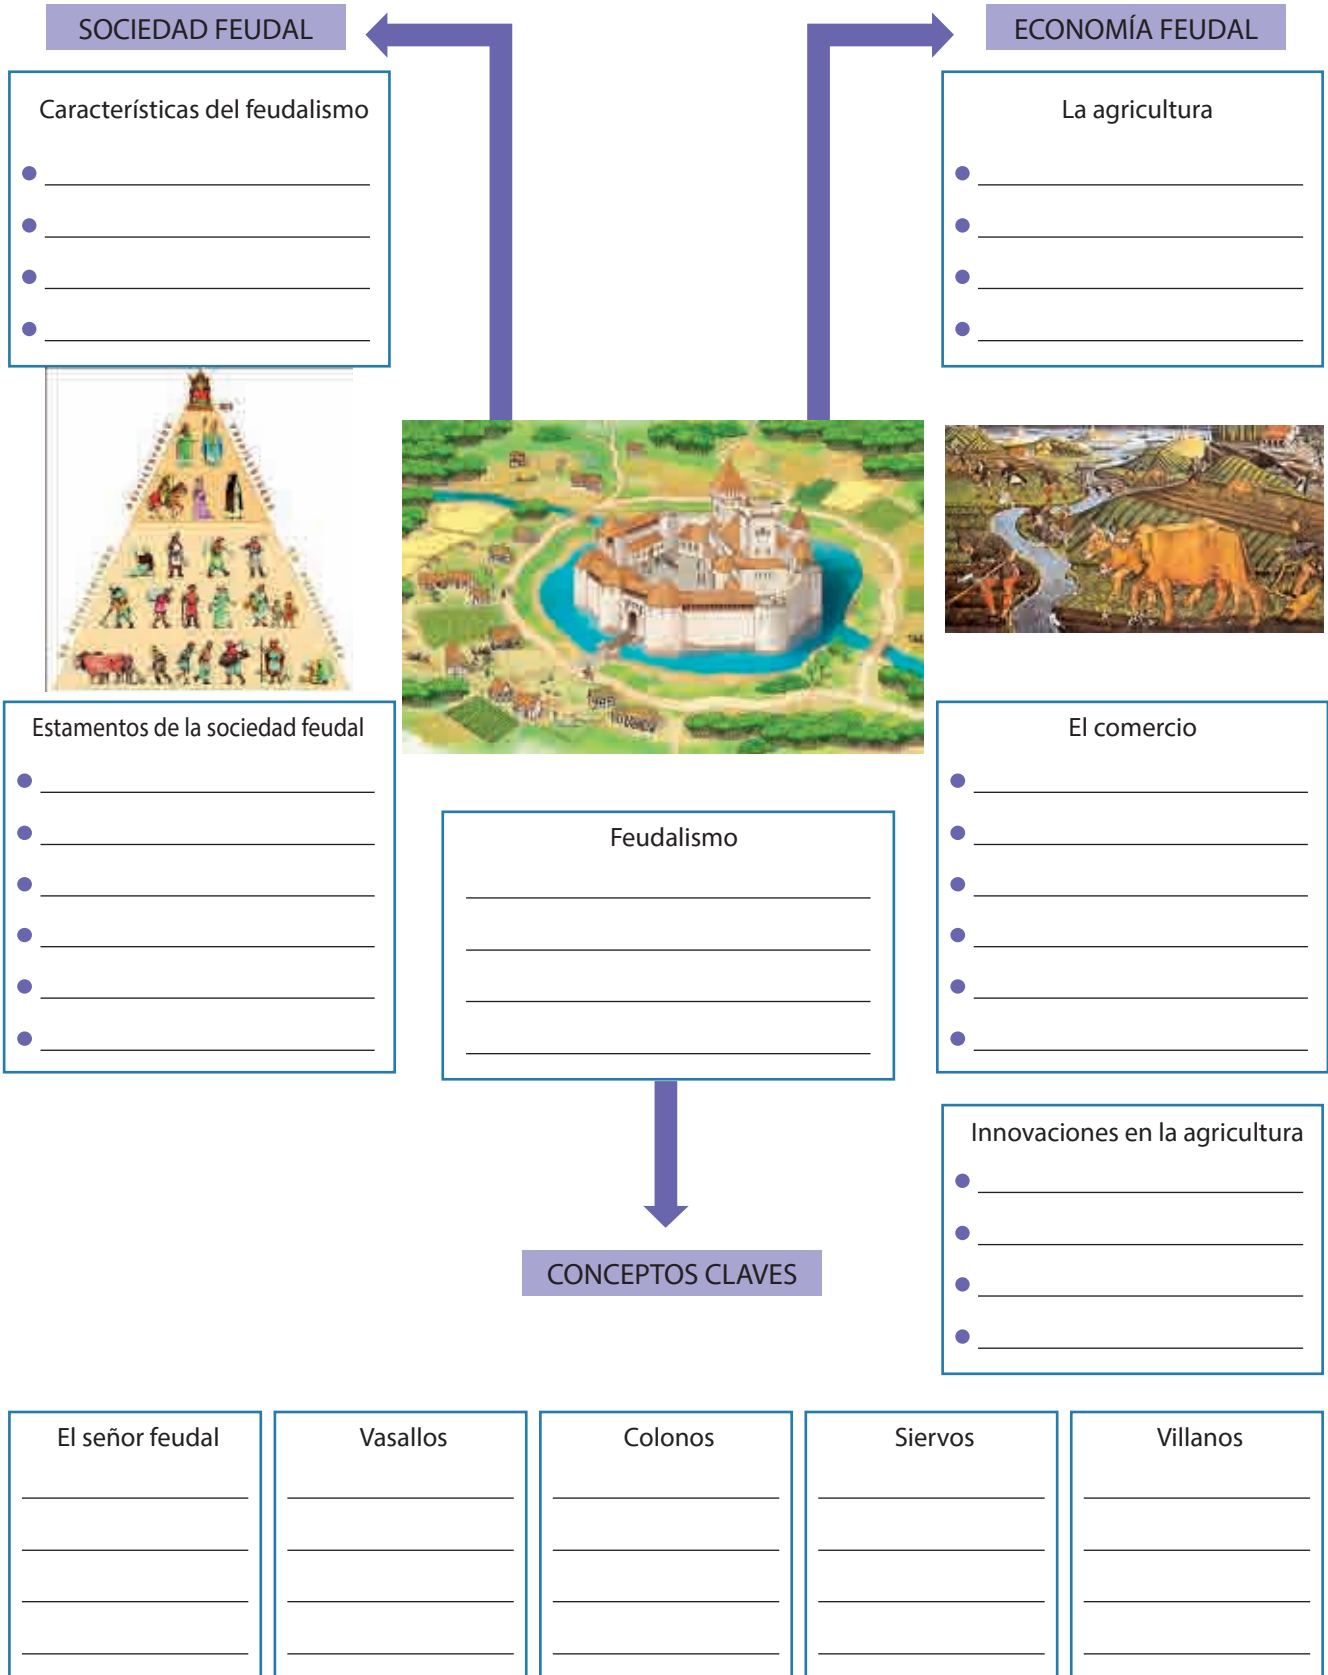 SOCIEDAD FEUDAL
ECONOMÍA FEUDAL
Características del feudalismo
La agricultura
Estamentos de la sociedad feudal
El comercio
Feudalismo
Innovaciones en la agricultura
CONCEPTOS CLAVES
El señor feudal
Vasallos
Colonos
Siervos
Villanos